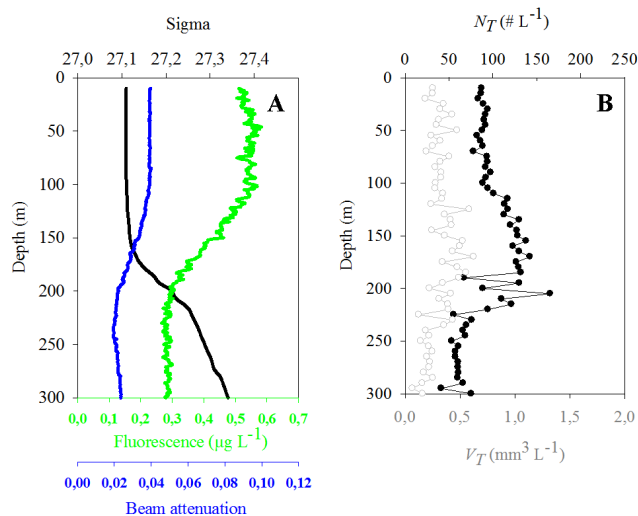 Sigma
27,0 27,1 27,2 27,3 27,4
0
50
100
150
200
250
300
Depth (m)
A
0,0 0,1 0,2 0,3 0,4 0,5 0,6 0,7
Fluorescence (µg L-1)
0,00 0,02 0,04 0,06 0,08 0,10 0,12
Beam attenuation
NT (# L-1)
0 50 100 150 200 250
0
50
100
150
200
250
300
Depth (m)
B
0,0 0,5 1,0 1,5 2,0
VT (mm3 L-1)